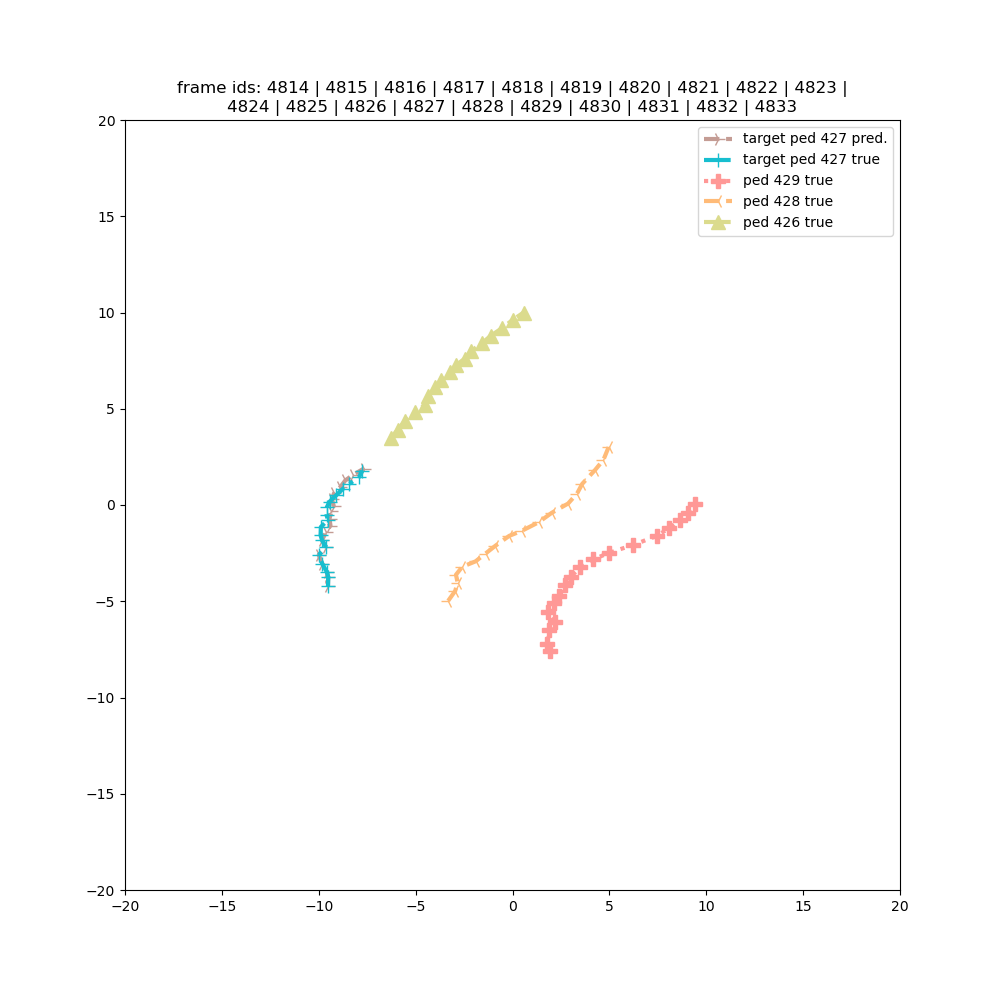 frame ids: 4814 | 4815 | 4816 | 4817 | 4818 | 4819 | 4820 | 4821 | 4822 | 4823 |
4824 | 4825 | 4826 | 4827 | 4828 | 4829 | 4830 | 4831 | 4832 | 4833
target ped 427 pred.
target ped 427 true
ped 429 true
ped 428 true
ped 426 true
20
15
10
5
0
−5
−10
−15
−20
−20 −15 −10 −5 0 5 10 15 20